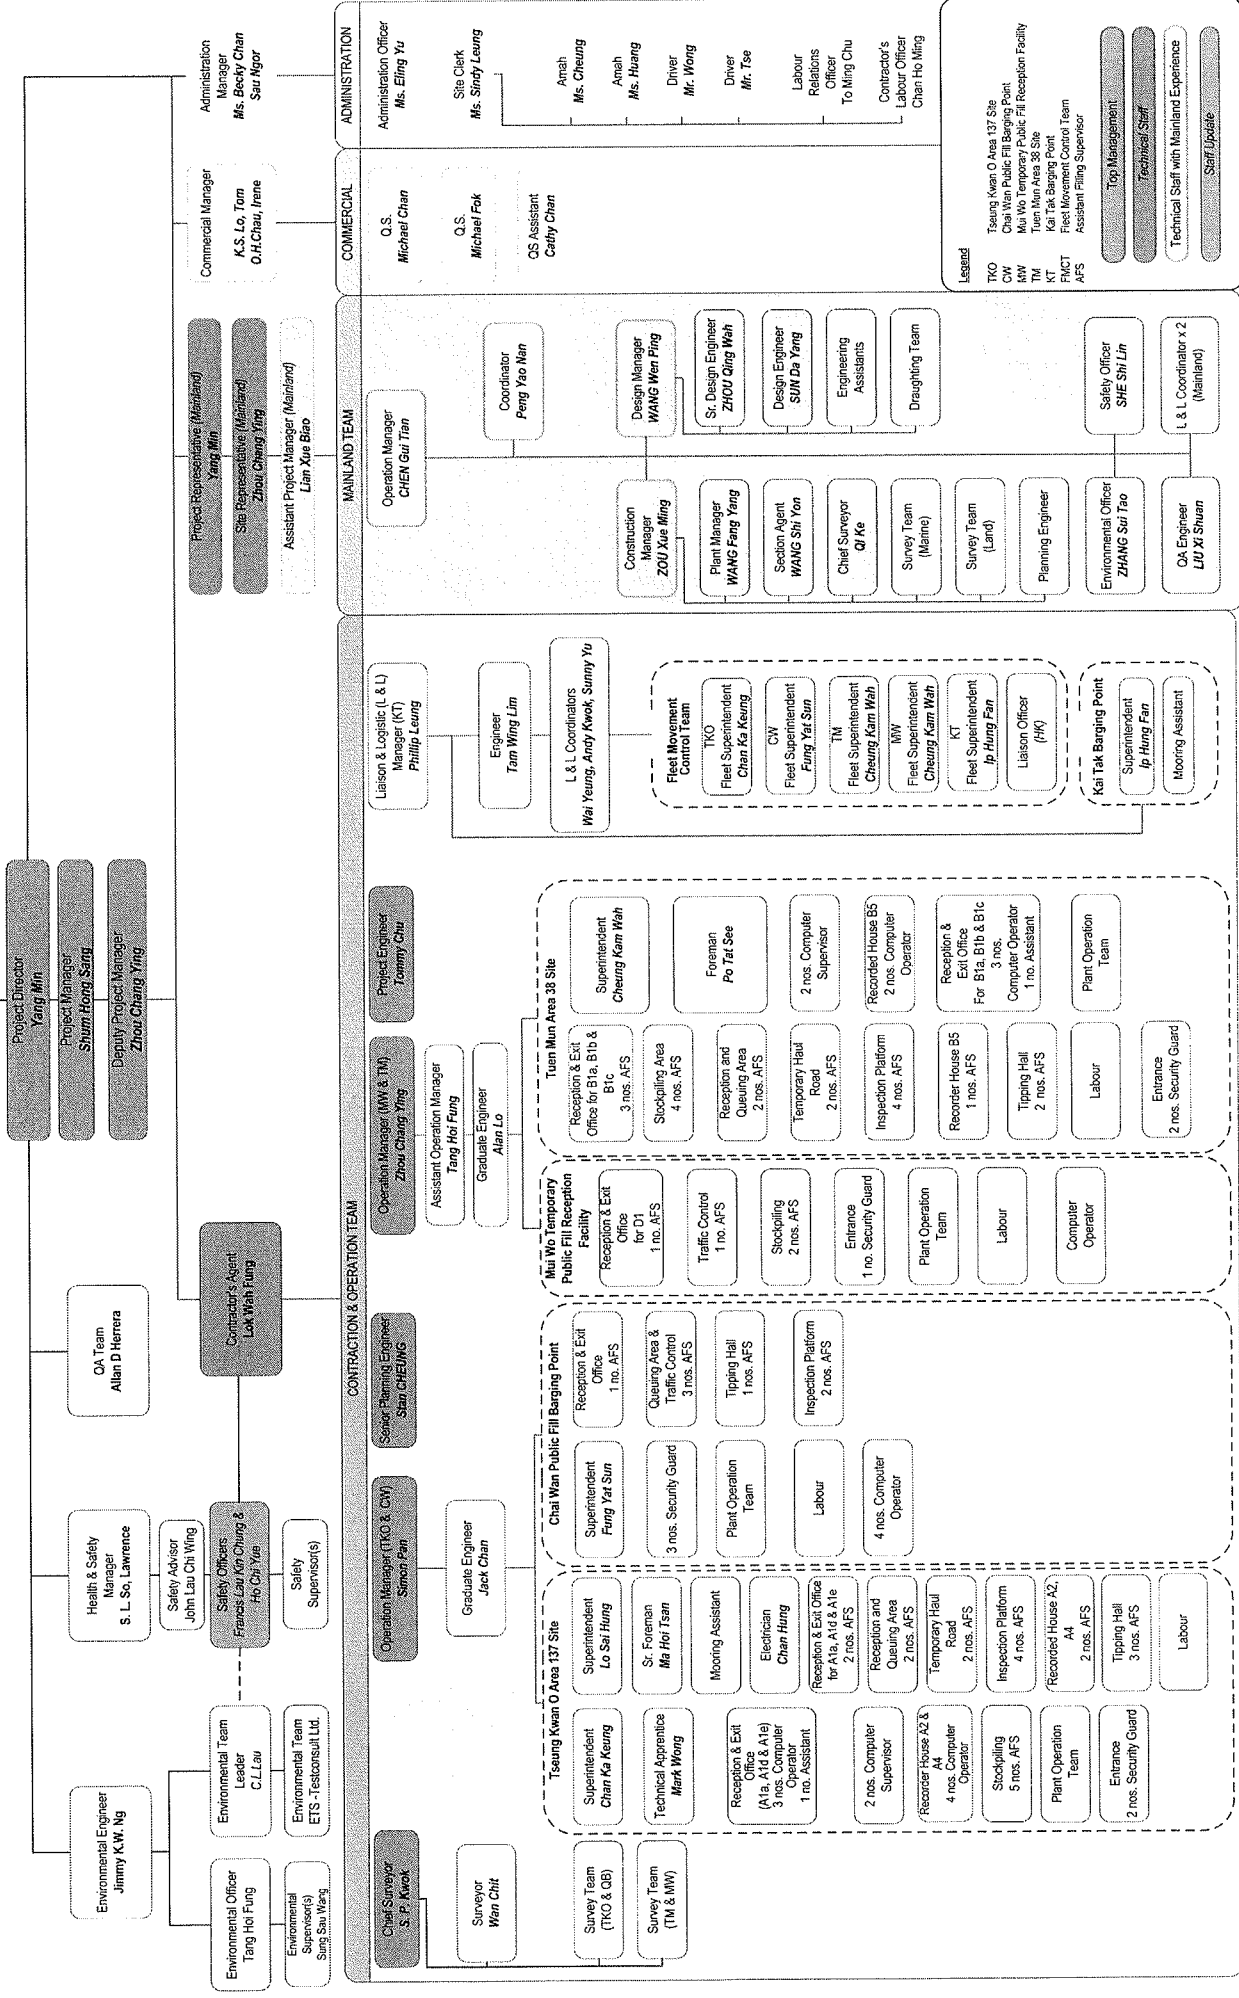 Project Director
Yang Min
Project Manager
Shum Hong Sang
Deputy Project Manager
Zhou Chang Ying
Environmental Engineer
Jimmy K.W. Ng
Health & Safety
Manager
S. L. So, Lawrence
QA Team
Allan D Herrera
Safety Advisor
John Lau Chi Wing
Environmental Officer
Tang Hoi Fung
Environmental Team
Leader
C.L.Lau
Safety Officers
Francis Lau Kin Chung &
Ho Chi Yue
Contractor's Agent
Lok Wah Fung
Environmental
Supervisor(s)
Sung Sau Wang
Environmental Team
ETS -Testconsult Ltd.
Safety
Supervisor(s)
Project Representative (Mainland)
Yang Min
Site Representative (Mainland)
Zhou Chang Ying
Assistant Project Manager (Mainland)
Lian Xue Biao
Commercial Manager
K.S. Lo, Tom
O.H.Chau, Irene
Administration
Manager
Ms. Becky Chan
Sau Ngor
CONTRACTION & OPERATION TEAM
Chief Surveyor
S. P. Kwok
Surveyor
Wan Chit
Survey Team
(TKO & QB)
Survey Team
(TM & MW)
Operation Manager (TKO & CW)
Simon Pan
Graduate Engineer
Jack Chan
Senior Planning Engineer
Stan CHEUNG
Operation Manager (MW & TM)
Zhou Chang Ying
Assistant Operation Manager
Tang Hoi Fung
Graduate Engineer
Alan Lo
Project Engineer
Tommy Chu
Tseung Kwan O Area 137 Site
Superintendent
Chan Ka Keung
Technical Apprentice
Mark Wong
Reception & Exit
Office
(A1a, A1d & A1e)
3 nos. Computer
Operator
1 no. Assistant
2 nos. Computer
Supervisor
Recorder House A2 &
A4
4 nos. Computer
Operator
Stockpiling
5 nos. AFS
Plant Operation
Team
Entrance
2 nos. Security Guard
Superintendent
Lo Sai Hung
Sr. Foreman
Ma Hoi Tsan
Mooring Assistant
Electrician
Chan Hung
Reception & Exit Office
for A1a, A1d & A1e
2 nos. AFS
Reception and
Queuing Area
2 nos. AFS
Temporary Haul
Road
2 nos. AFS
Inspection Platform
4 nos. AFS
Recorded House A2,
A4
2 nos. AFS
Tipping Hall
3 nos. AFS
Labour
Chai Wan Public Fill Barging Point
Superintendent
Fung Yat Sun
3 nos. Security Guard
Plant Operation
Team
Labour
4 nos. Computer
Operator
Reception & Exit
Office
1 no. AFS
Queuing Area &
Traffic Control
3 nos. AFS
Tipping Hall
1 nos. AFS
Inspection Platform
2 nos. AFS
Mui Wo Temporary
Public Fill Reception
Facility
Reception & Exit
Office
for D1
1 no. AFS
Traffic Control
1 no. AFS
Stockpiling
2 nos. AFS
Entrance
1 no. Security Guard
Plant Operation
Team
Labour
Computer
Operator
Tuen Mun Area 38 Site
Reception & Exit
Office for B1a, B1b &
B1c
3 nos. AFS
Stockpiling Area
4 nos. AFS
Reception and
Queuing Area
2 nos. AFS
Temporary Haul
Road
2 nos. AFS
Inspection Platform
4 nos. AFS
Recorder House B5
1 nos. AFS
Tipping Hall
2 nos. AFS
Labour
Entrance
2 nos. Security Guard
Superintendent
Cheung Kam Wah
Foreman
Po Tat See
2 nos. Computer
Supervisor
Recorded House B5
2 nos. Computer
Operator
Reception &
Exit Office
For B1a, B1b & B1c
3 nos.
Computer Operator
1 no. Assistant
Plant Operation
Team
Liaison & Logistic (L & L)
Manager (KT)
Philip Leung
Engineer
Tam Wing Lim
L & L Coordinators
Wai Yeung, Andy Kwok, Sunny Yu
Fleet Movement
Control Team
TKO
Fleet Superintendent
Chan Ka Keung
CW
Fleet Superintendent
Fung Yat Sun
TM
Fleet Superintendent
Cheung Kam Wah
MW
Fleet Superintendent
Cheung Kam Wah
KT
Fleet Superintendent
Ip Hung Fan
Liaison Officer
(HK)
Kai Tak Barging Point
Superintendent
Ip Hung Fan
Mooring Assistant
MAINLAND TEAM
Operation Manager
CHEN Gui Tian
Coordinator
Peng Yao Nan
Construction
Manager
ZOU Xue Ming
Plant Manager
WANG Fang Yang
Section Agent
WANG Shi Yon
Chief Surveyor
QI Ke
Survey Team
(Marine)
Survey Team
(Land)
Planning Engineer
Environmental Officer
ZHANG Sui Tao
QA Engineer
LIU Xi Shuan
Design Manager
WANG Wen Ping
Sr. Design Engineer
ZHOU Qing Wah
Design Engineer
SUN Da Yang
Engineering
Assistants
Draughting Team
Safety Officer
SHE Shi Lin
L & L Coordinator x 2
(Mainland)
COMMERCIAL
Q.S.
Michael Chan
Q.S.
Michael Fok
QS Assistant
Cathy Chan
ADMINISTRATION
Administration Officer
Ms. Eling Yu
Site Clerk
Ms. Sindy Leung
Amah
Ms. Cheung
Amah
Ms. Huang
Driver
Mr. Wong
Driver
Mr. Tse
Labour
Relations
Officer
To Ming Chu
Contractor's
Labour Officer
Chan Ho Ming
Legend
TKO Tseung Kwan O Area 137 Site
CW Chai Wan Public Fill Barging Point
MW Mui Wo Temporary Public Fill Reception Facility
TM Tuen Mun Area 38 Site
KT Kai Tak Barging Point
FMCT Fleet Movement Control Team
AFS Assistant Filling Supervisor
Top Management
Technical Staff
Technical Staff with Mainland Experience
Staff Update